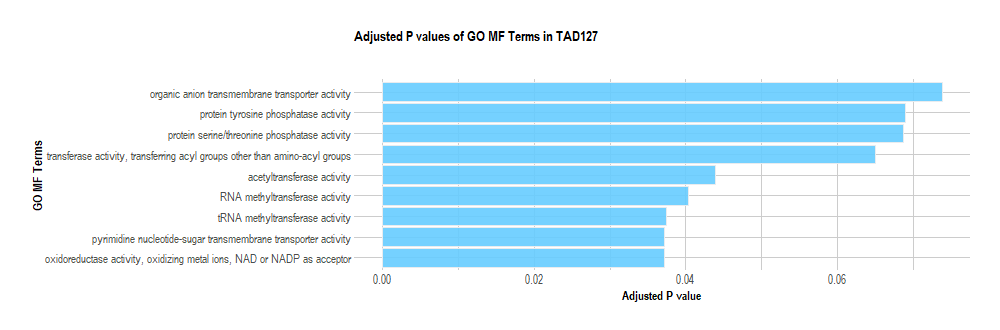 Adjusted P values of GO MF Terms in TAD127
organic anion transmembrane transporter activity
protein tyrosine phosphatase activity
protein serine/threonine phosphatase activity
transferase activity, transferring acyl groups other than amino-acyl groups
acetyltransferase activity
RNA methyltransferase activity
tRNA methyltransferase activity
pyrimidine nucleotide-sugar transmembrane transporter activity
oxidoreductase activity, oxidizing metal ions, NAD or NADP as acceptor
GO MF Terms
0.00 0.02 0.04 0.06
Adjusted P value